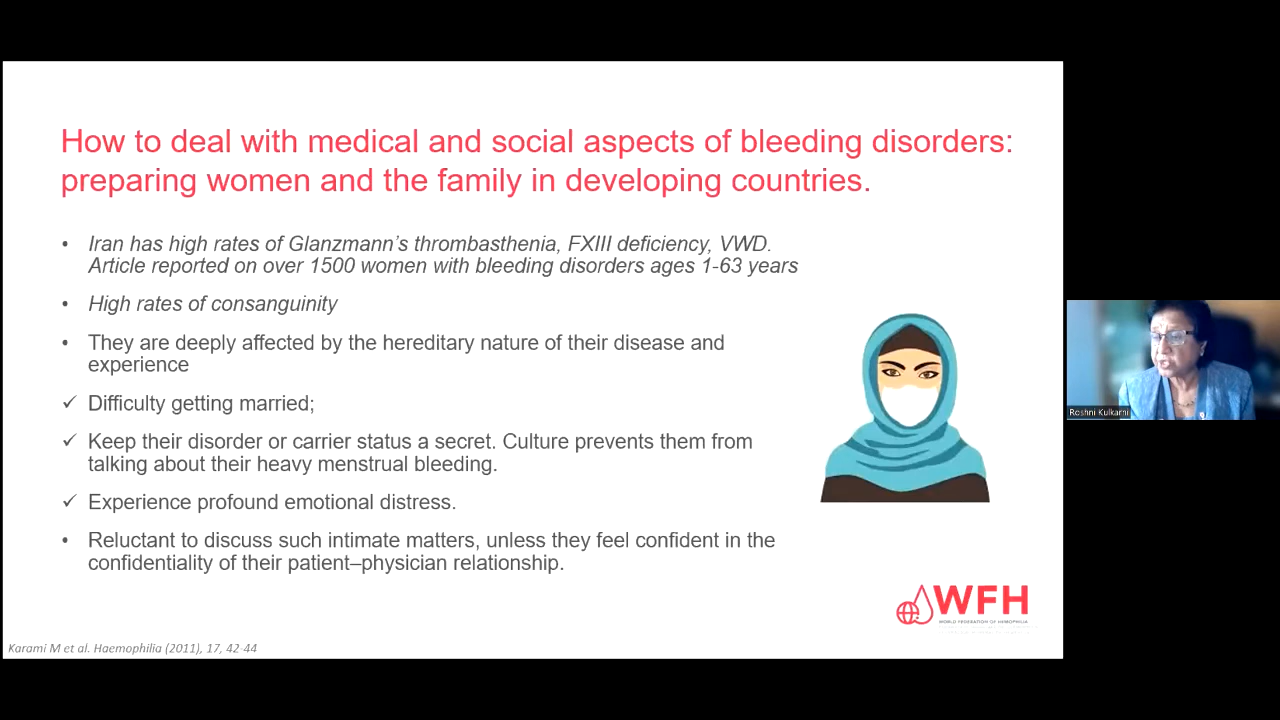 How to deal with medical and social aspects of bleeding disorders:
preparing women and the family in developing countries.
• Iran has high rates of Glanzmann’s thrombasthenia, FXIII deficiency, VWD.
Article reported on over 1500 women with bleeding disorders ages 1-63 years
• High rates of consanguinity
• They are deeply affected by the hereditary nature of their disease and
experience
✓ Difficulty getting married;
✓ Keep their disorder or carrier status a secret. Culture prevents them from
talking about their heavy menstrual bleeding.
✓ Experience profound emotional distress.
• Reluctant to discuss such intimate matters, unless they feel confident in the
confidentiality of their patient–physician relationship.
WFH
WORLD FEDERATION OF HEMOPHILIA
Karami M et al. Haemophilia (2011), 17, 42-44
Roshni Kulkarni